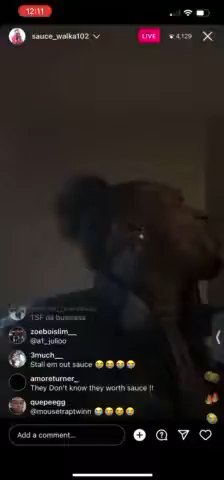 12:11
sauce_walka102
LIVE
4,129
TSF da business
zoeboislim__
@a1_julioo
3much__
Stall em out sauce 😂😂😂😂
amoreturner_
They Don't know they worth sauce !!
quepeegg
@mousetraptwinn 😂😂😂😂
Add a comment...